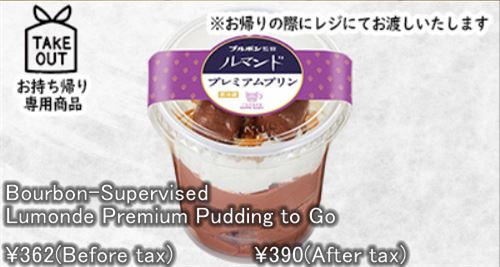 ※お帰りの際にレジにてお渡しいたします
TAKE
OUT
お持ち帰り
専用商品
ブルボン監修
ルマンド
プレミアムプリン
Bourbon-Supervised
Lumonde Premium Pudding to Go
¥362(Before tax) ¥390(After tax)